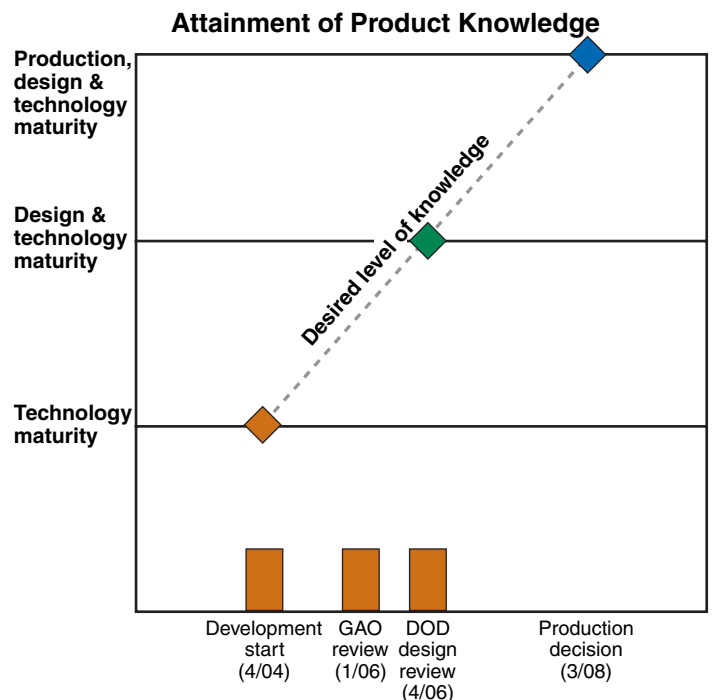 Attainment of Product Knowledge
Production,
design &
technology
maturity
Design &
technology
maturity
Technology
maturity
Desired level of knowledge
Development
start
(4/04)
GAO
review
(1/06)
DOD
design
review
(4/06)
Production
decision
(3/08)